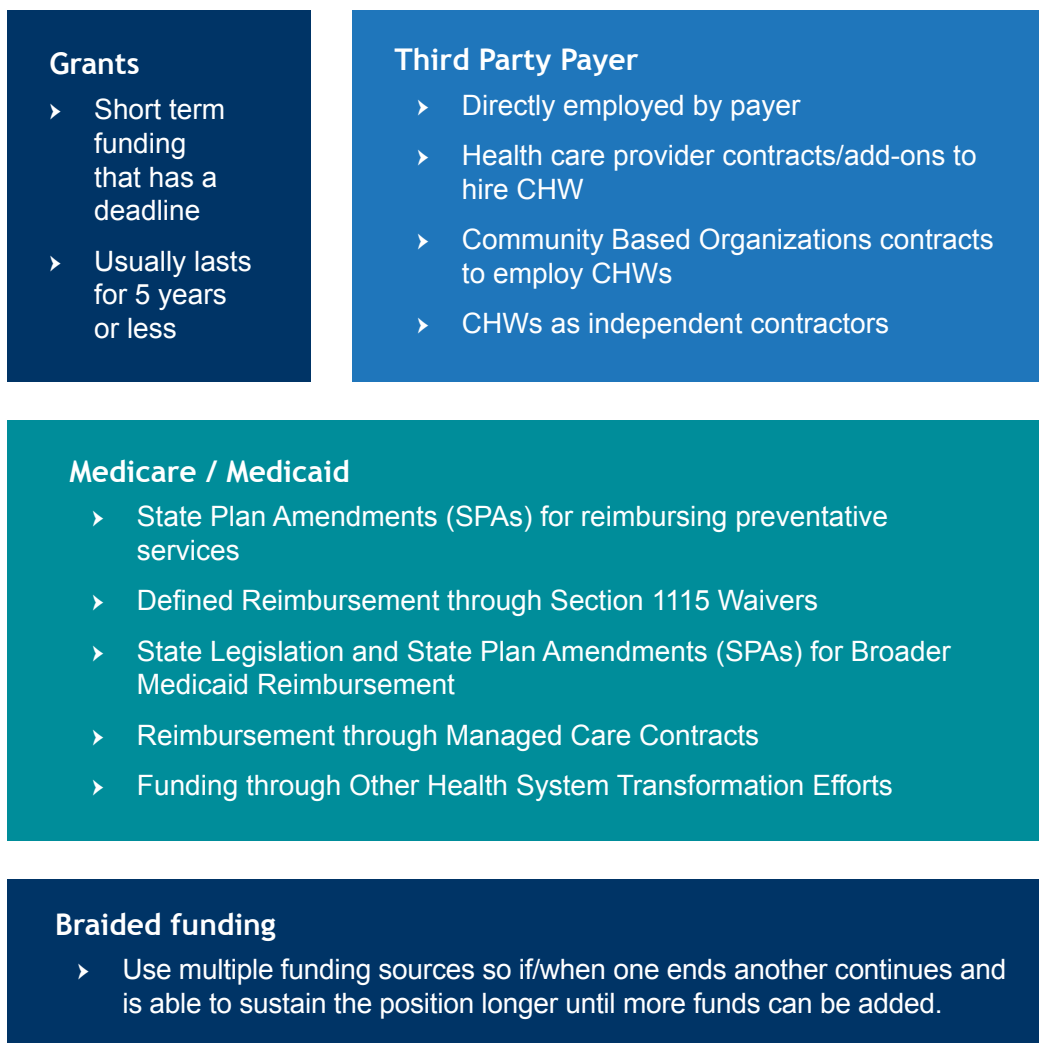 Grants
› Short term
funding
that has a
deadline
› Usually lasts
for 5 years
or less
Third Party Payer
› Directly employed by payer
› Health care provider contracts/add-ons to
hire CHW
› Community Based Organizations contracts
to employ CHWs
› CHWs as independent contractors
Medicare / Medicaid
› State Plan Amendments (SPAs) for reimbursing preventative
services
› Defined Reimbursement through Section 1115 Waivers
› State Legislation and State Plan Amendments (SPAs) for Broader
Medicaid Reimbursement
› Reimbursement through Managed Care Contracts
› Funding through Other Health System Transformation Efforts
Braided funding
› Use multiple funding sources so if/when one ends another continues and
is able to sustain the position longer until more funds can be added.